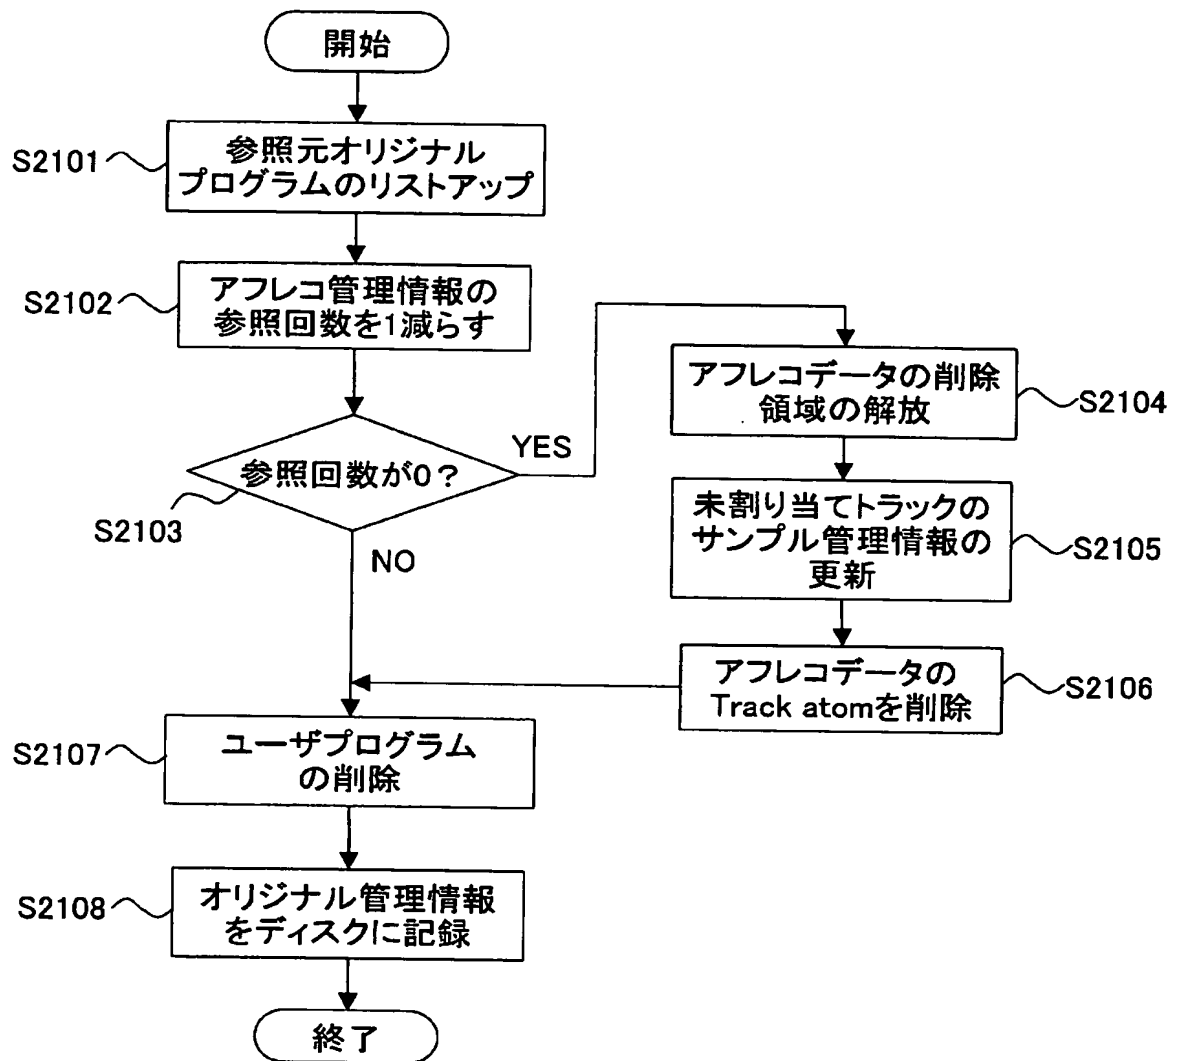 開始
S2101
参照元オリジナル
プログラムのリストアップ
S2102
アフレコ管理情報の
参照回数を1減らす
参照回数が0？
S2103
YES
NO
アフレコデータの削除
領域の解放
S2104
未割り当てトラックの
サンプル管理情報の
更新
S2105
アフレコデータの
Track atomを削除
S2106
S2107
ユーザプログラム
の削除
S2108
オリジナル管理情報
をディスクに記録
終了